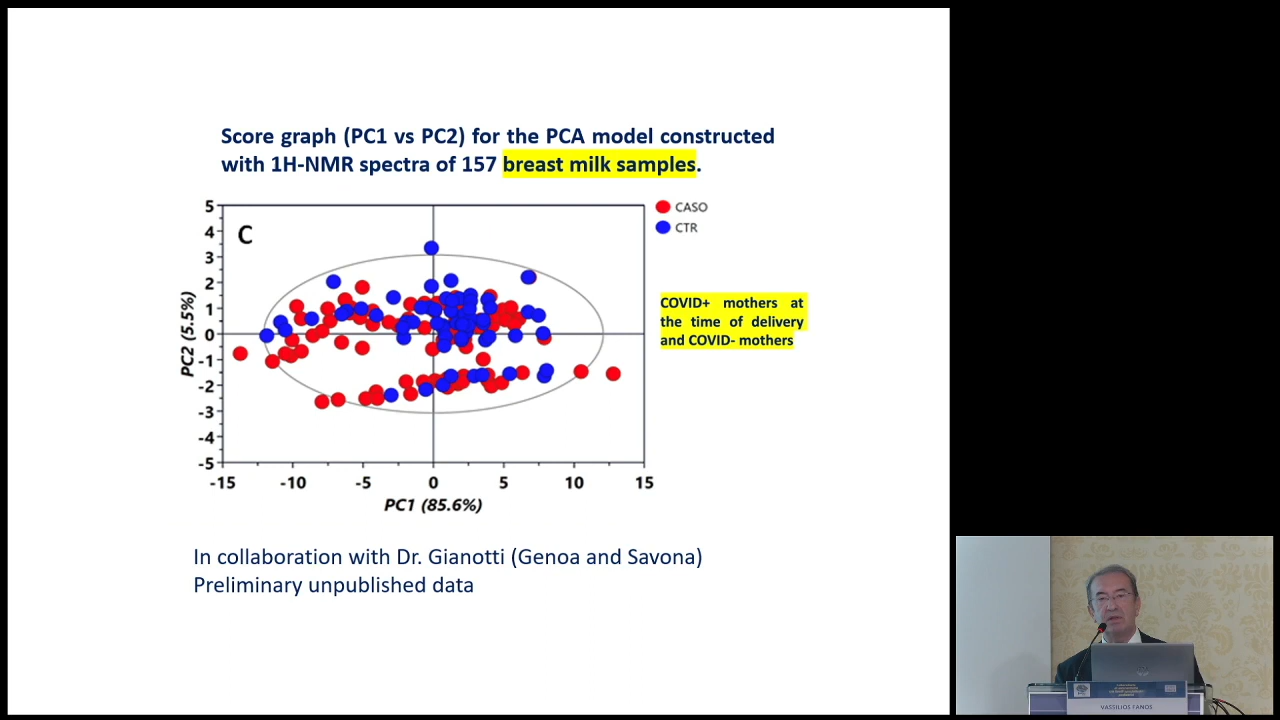 Score graph (PC1 vs PC2) for the PCA model constructed
with 1H-NMR spectra of 157 breast milk samples.
C
CASO
CTR
5
4
3
2
1
0
-1
-2
-3
-4
-5
PC2 (5.5%)
-15 -10 -5 0 5 10 15
PC1 (85.6%)
COVID+ mothers at
the time of delivery
and COVID- mothers
In collaboration with Dr. Gianotti (Genoa and Savona)
Preliminary unpublished data
VASSILIOS FANOS